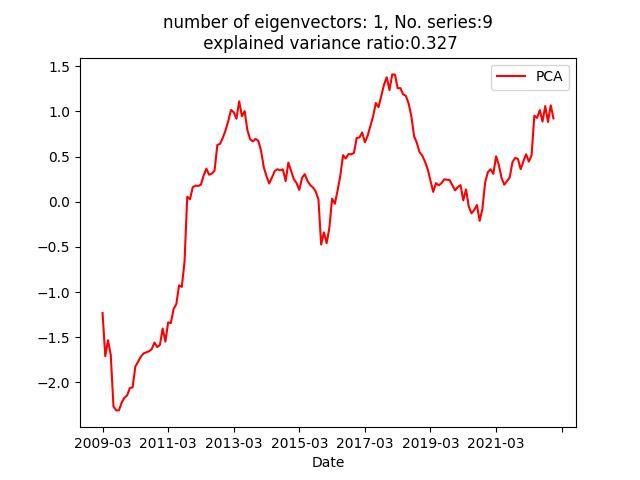 number of eigenvectors: 1, No. series:9
explained variance ratio:0.327
PCA
1.5
1.0
0.5
0.0
−0.5
−1.0
−1.5
−2.0
2009-03 2011-03 2013-03 2015-03 2017-03 2019-03 2021-03
Date